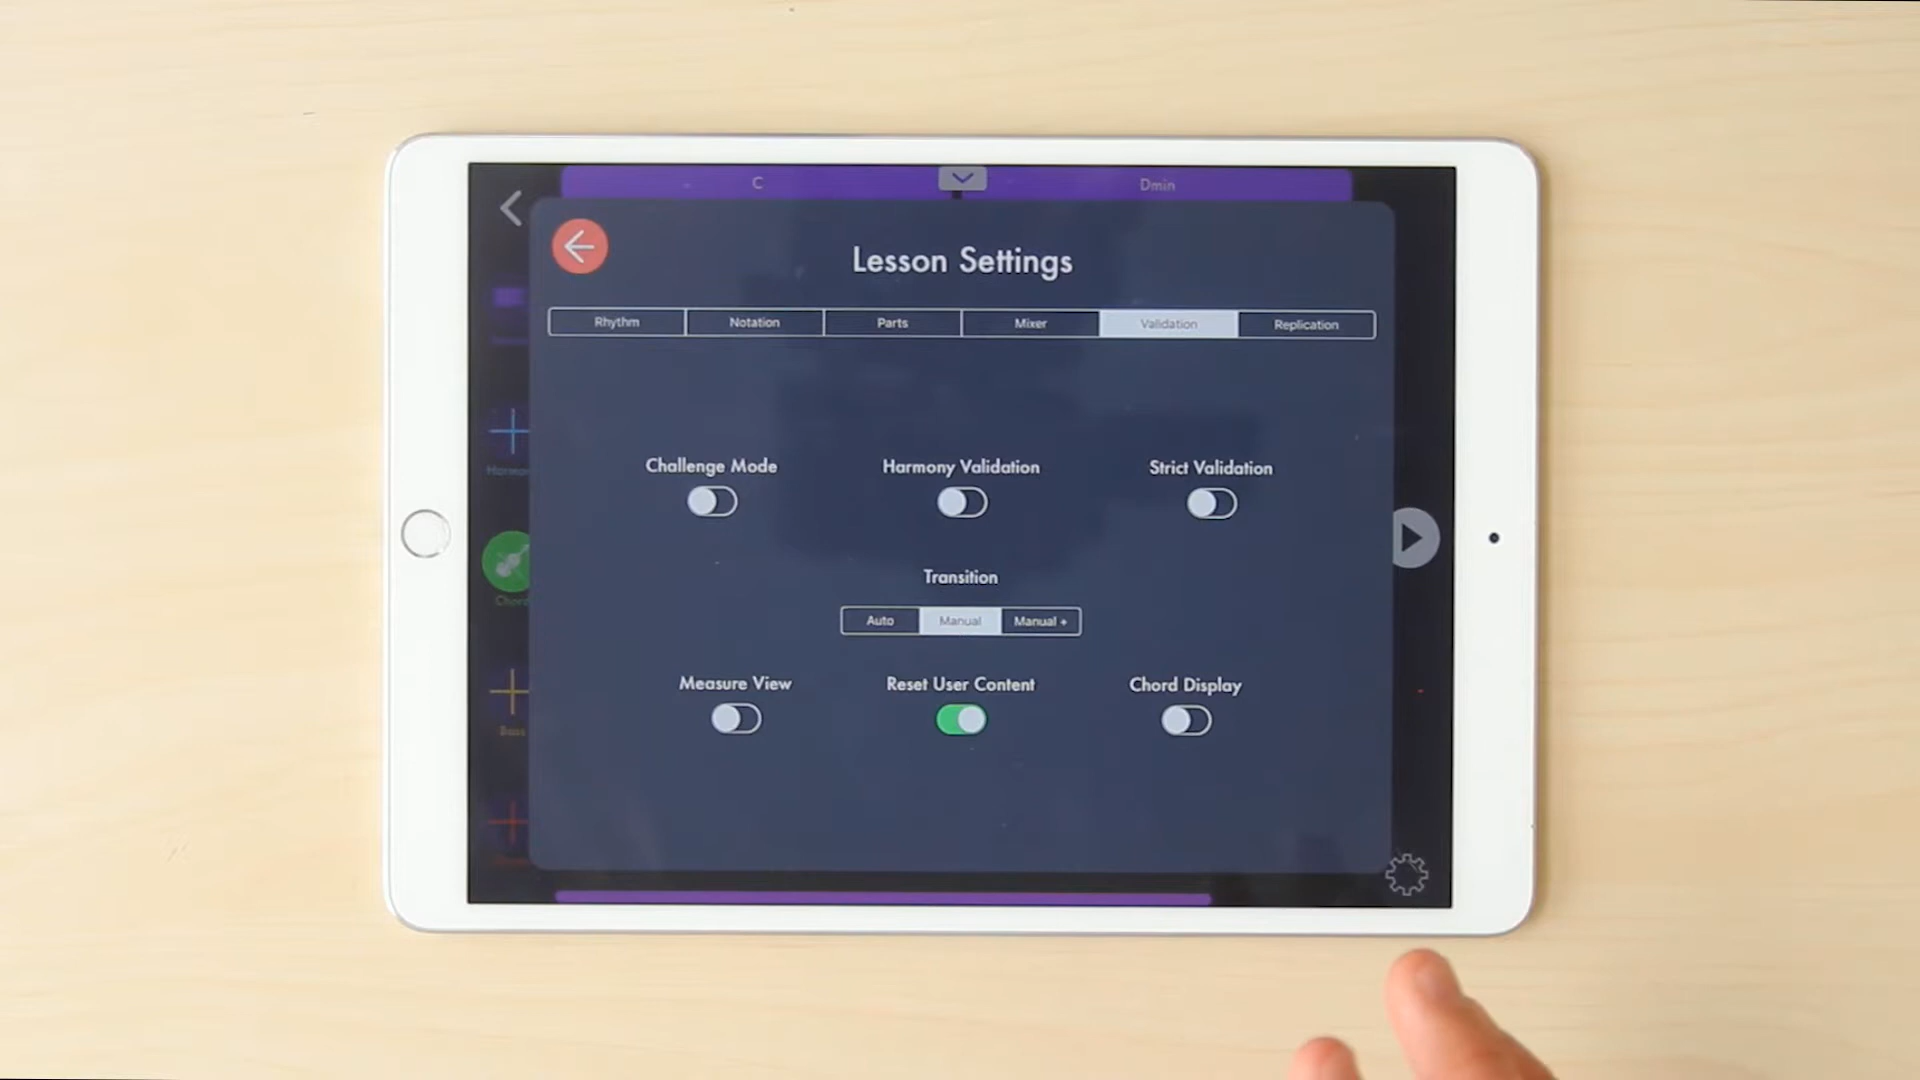 C
Dmin
Lesson Settings
Rhythm
Notation
Parts
Mixer
Validation
Replication
Challenge Mode
Harmony Validation
Strict Validation
Transition
Auto
Manual
Manual +
Measure View
Reset User Content
Chord Display
Bass